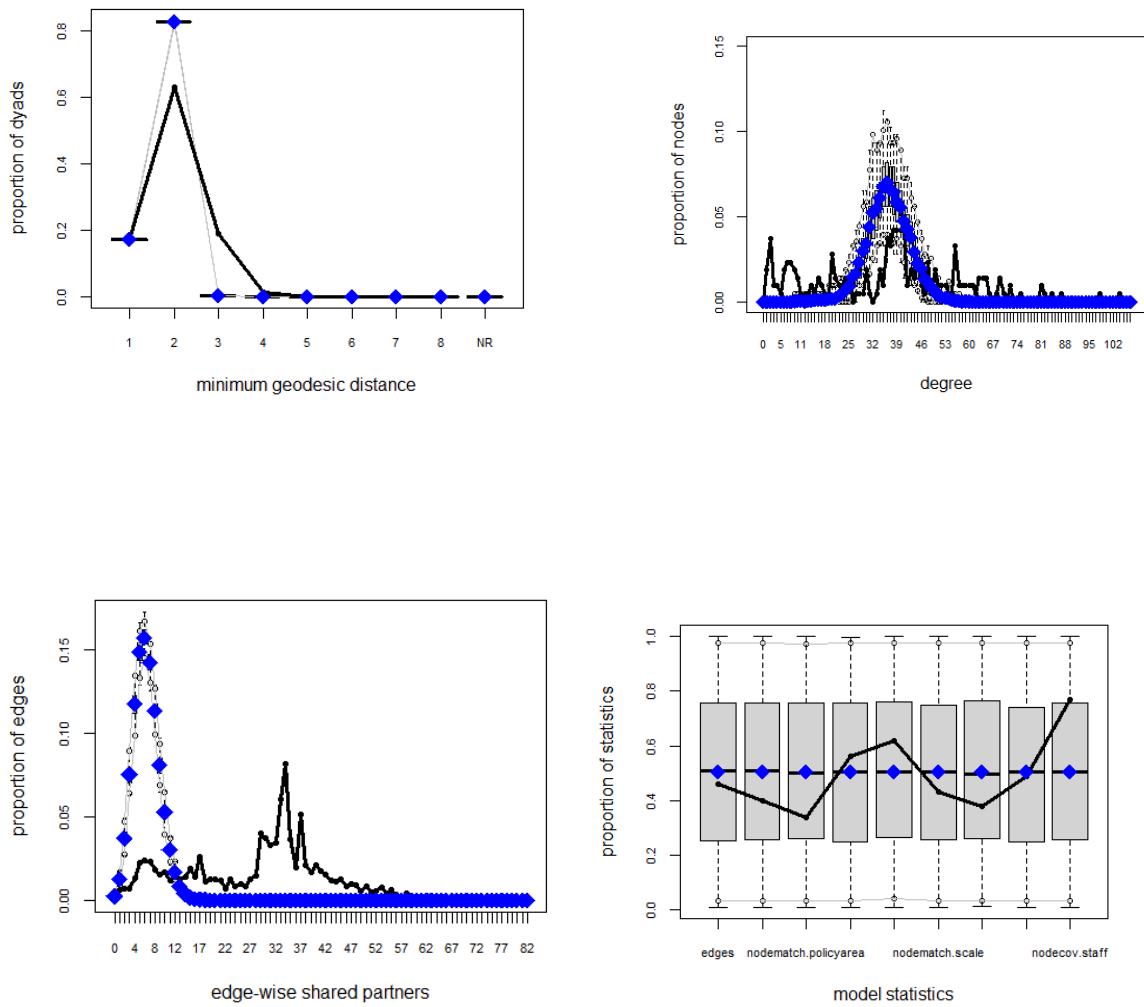 proportion of dyads
0.0 0.2 0.4 0.6 0.8
1 2 3 4 5 6 7 8 NR
minimum geodesic distance
proportion of nodes
0.00 0.05 0.10 0.15
0 5 11 18 25 32 39 46 53 60 67 74 81 88 95 102
degree
proportion of edges
0.00 0.05 0.10 0.15
0 4 8 12 17 22 27 32 37 42 47 52 57 62 67 72 77 82
edge-wise shared partners
proportion of statistics
0.0 0.2 0.4 0.6 0.8 1.0
edges nodematch.policyarea nodematch.scale nodecov.staff
model statistics